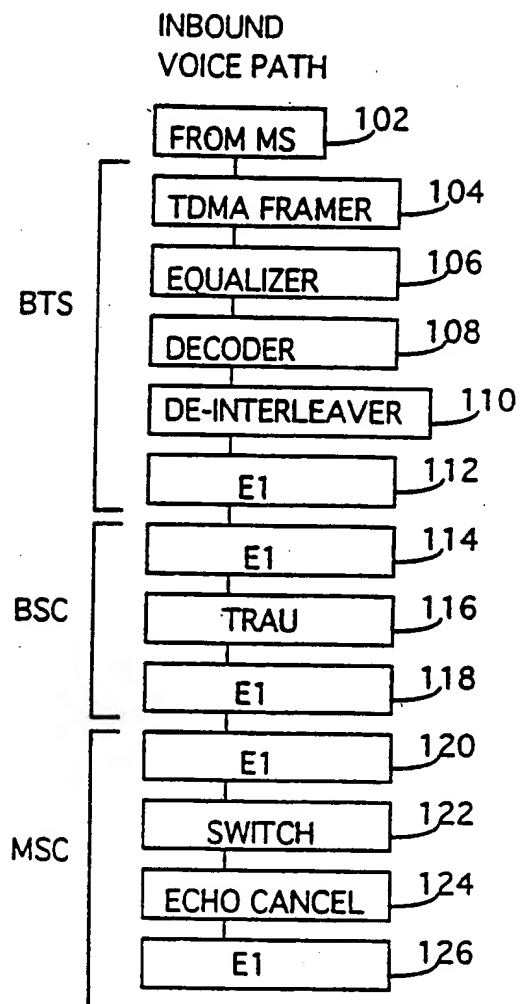 INBOUND
VOICE PATH
FROM MS 102
TDMA FRAMER 104
EQUALIZER 106
BTS
DECODER 108
DE-INTERLEAVER 110
E1 112
E1 114
BSC
TRAU 116
E1 118
E1 120
SWITCH 122
MSC
ECHO CANCEL 124
E1 126